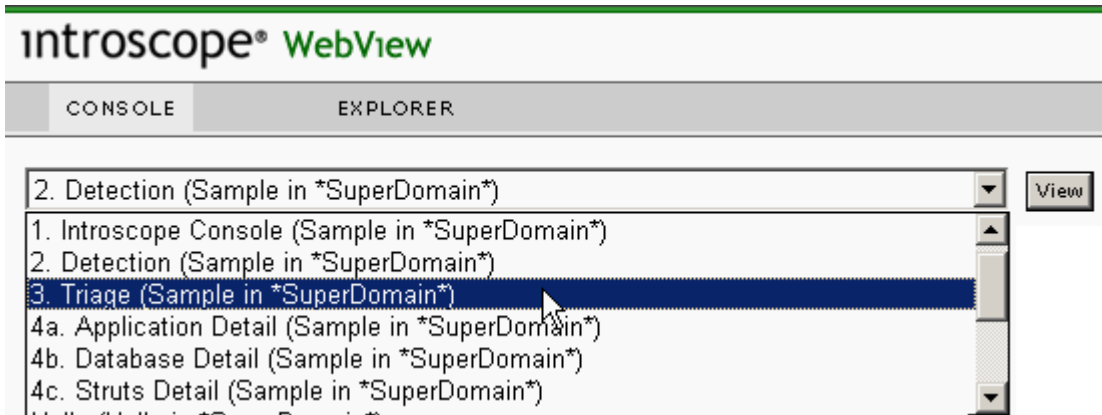 introscope® WebView
CONSOLE EXPLORER
2. Detection (Sample in *SuperDomain*) View
1. Introscope Console (Sample in *SuperDomain*)
2. Detection (Sample in *SuperDomain*)
3. Triage (Sample in *SuperDomain*)
4a. Application Detail (Sample in *SuperDomain*)
4b. Database Detail (Sample in *SuperDomain*)
4c. Struts Detail (Sample in *SuperDomain*)